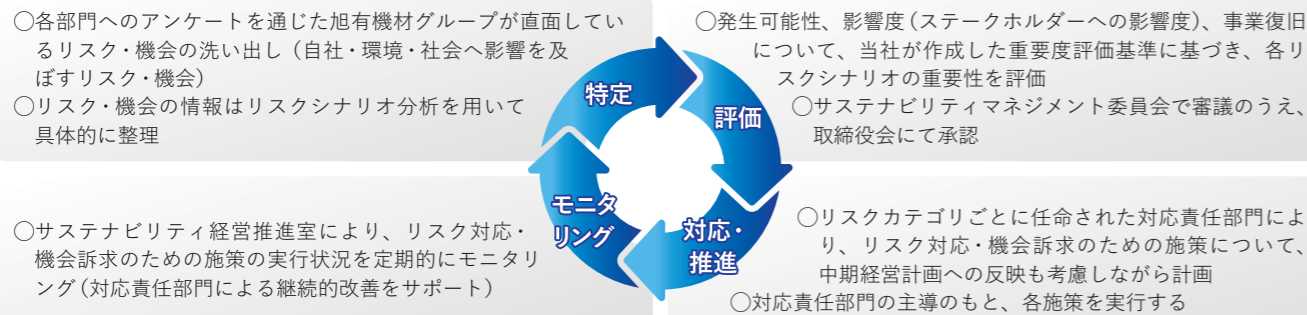 ○各部門へのアンケートを通じた旭有機材グループが直面してい
るリスク・機会の洗い出し（自社・環境・社会へ影響を及
ぼすリスク・機会）
○リスク・機会の情報はリスクシナリオ分析を用いて
具体的に整理
特定
○発生可能性、影響度（ステークホルダーへの影響度）、事業復旧
について、当社が作成した重要度評価基準に基づき、各リ
スクシナリオの重要性を評価
○サステナビリティマネジメント委員会で審議のうえ、
取締役会にて承認
評価
○リスクカテゴリごとに任命された対応責任部門によ
り、リスク対応・機会訴求のための施策について、
中期経営計画への反映も考慮しながら計画
○対応責任部門の主導のもと、各施策を実行する
対応・
推進
○サステナビリティ経営推進室により、リスク対応・
機会訴求のための施策の実行状況を定期的にモニタリ
ング（対応責任部門による継続的改善をサポート）
モニタ
リング